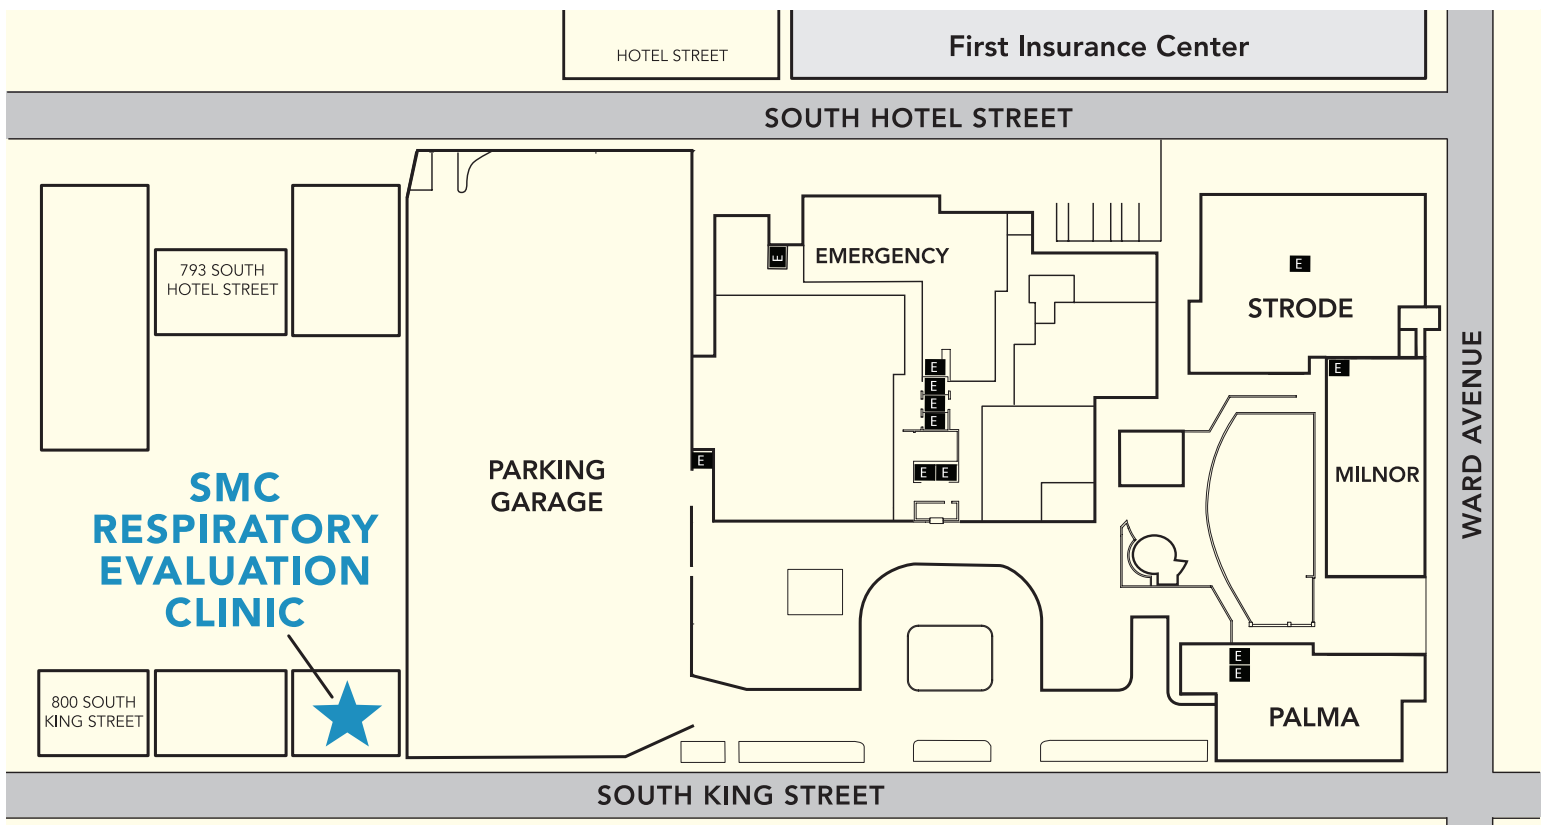 HOTEL STREET
First Insurance Center
SOUTH HOTEL STREET
EMERGENCY
E
793 SOUTH
HOTEL STREET
E
STRODE
WARD AVENUE
E
E
E
E
E
E
PARKING
GARAGE
E
E
E
MILNOR
SMC
RESPIRATORY
EVALUATION
CLINIC
E
E
800 SOUTH
KING STREET
PALMA
SOUTH KING STREET